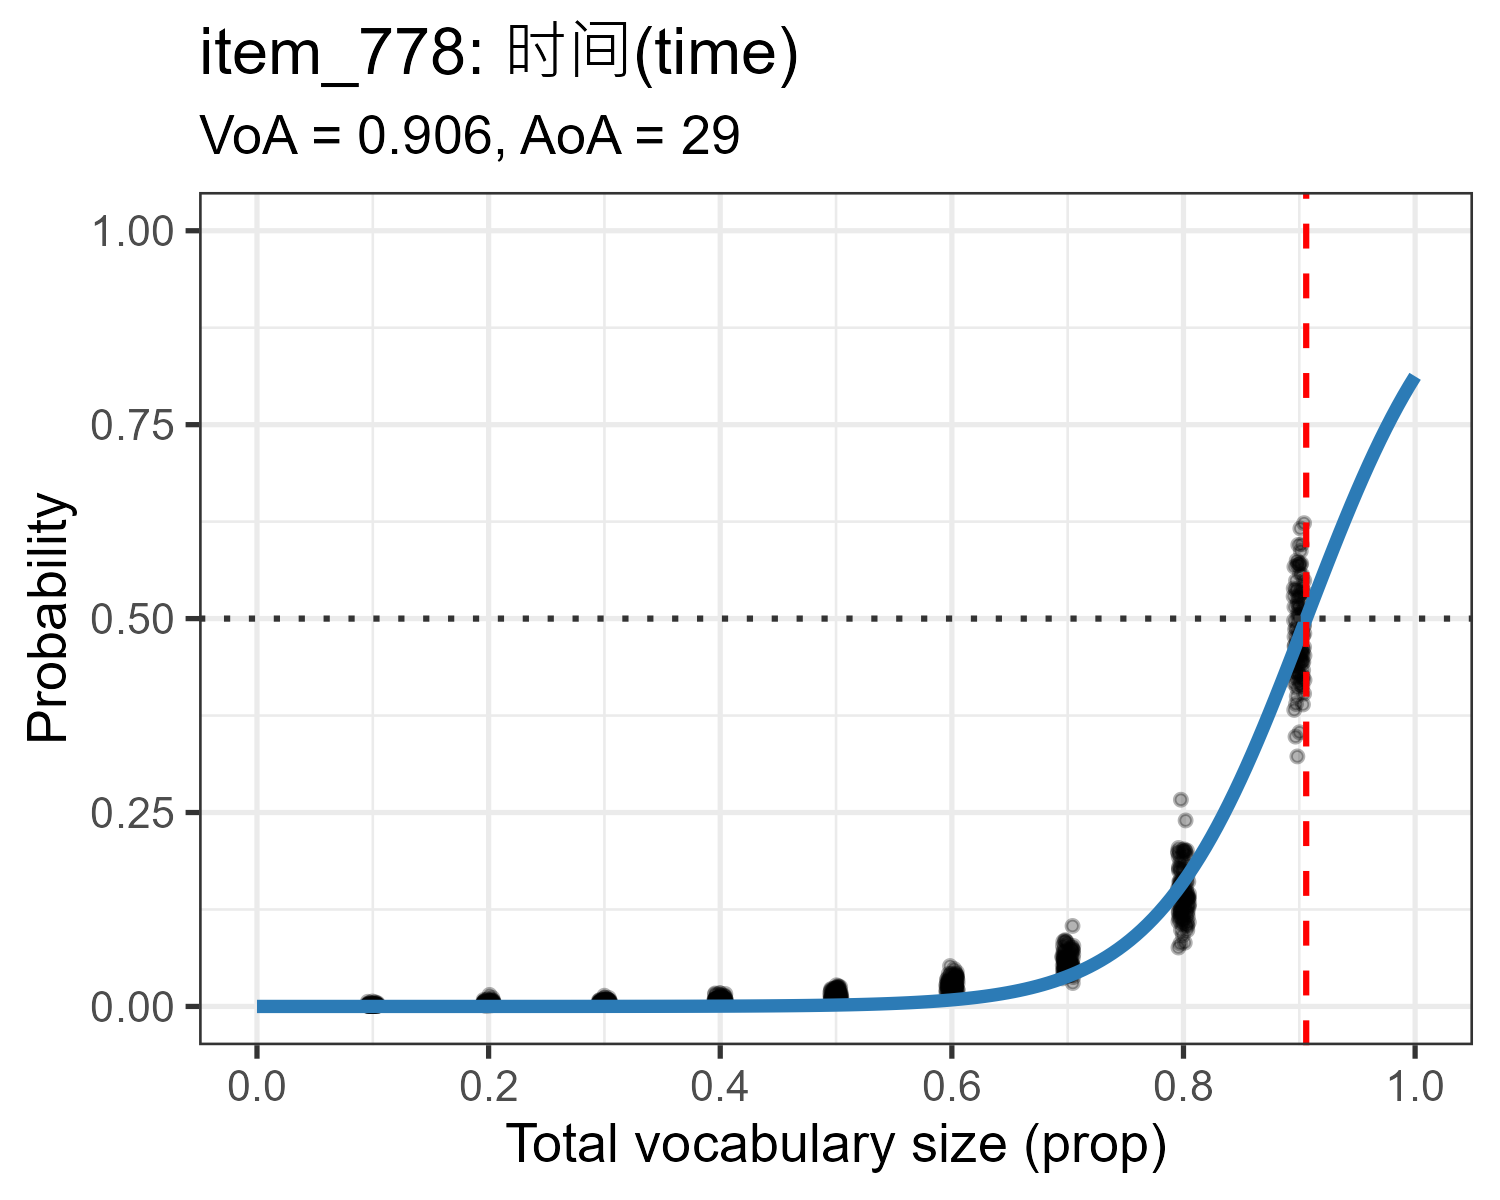 item_778: 时间(time)
VoA = 0.906, AoA = 29
1.00
0.75
0.50
0.25
0.00
Probability
0.0 0.2 0.4 0.6 0.8 1.0
Total vocabulary size (prop)